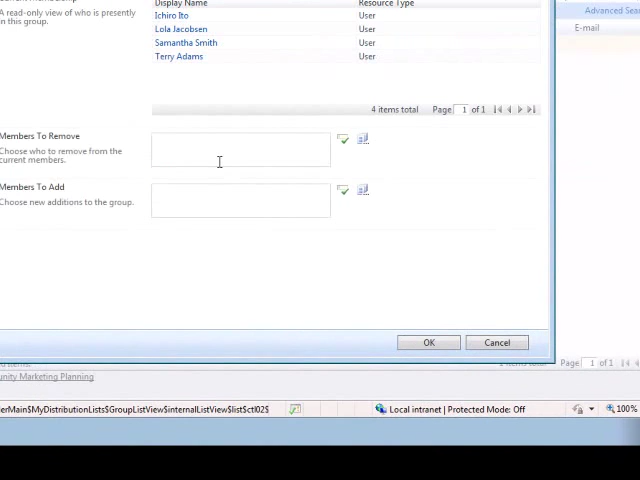 Display Name Resource Type
Advanced Sear
A read-only view of who is presently
on this group.
Ichiro Ito User
Lola Jacobsen User
Samantha Smith User
Terry Adams User
E-mail
4 items total Page 1 of 1
Members To Remove
Choose who to remove from the
current members.
Members To Add
Choose new additions to the group.
OK Cancel
Page 1 of 1
unity Marketing Planning
erMain$MyDistributionLists$GroupListView$internalListView$list$ctl02$ Local intranet | Protected Mode: Off 100%